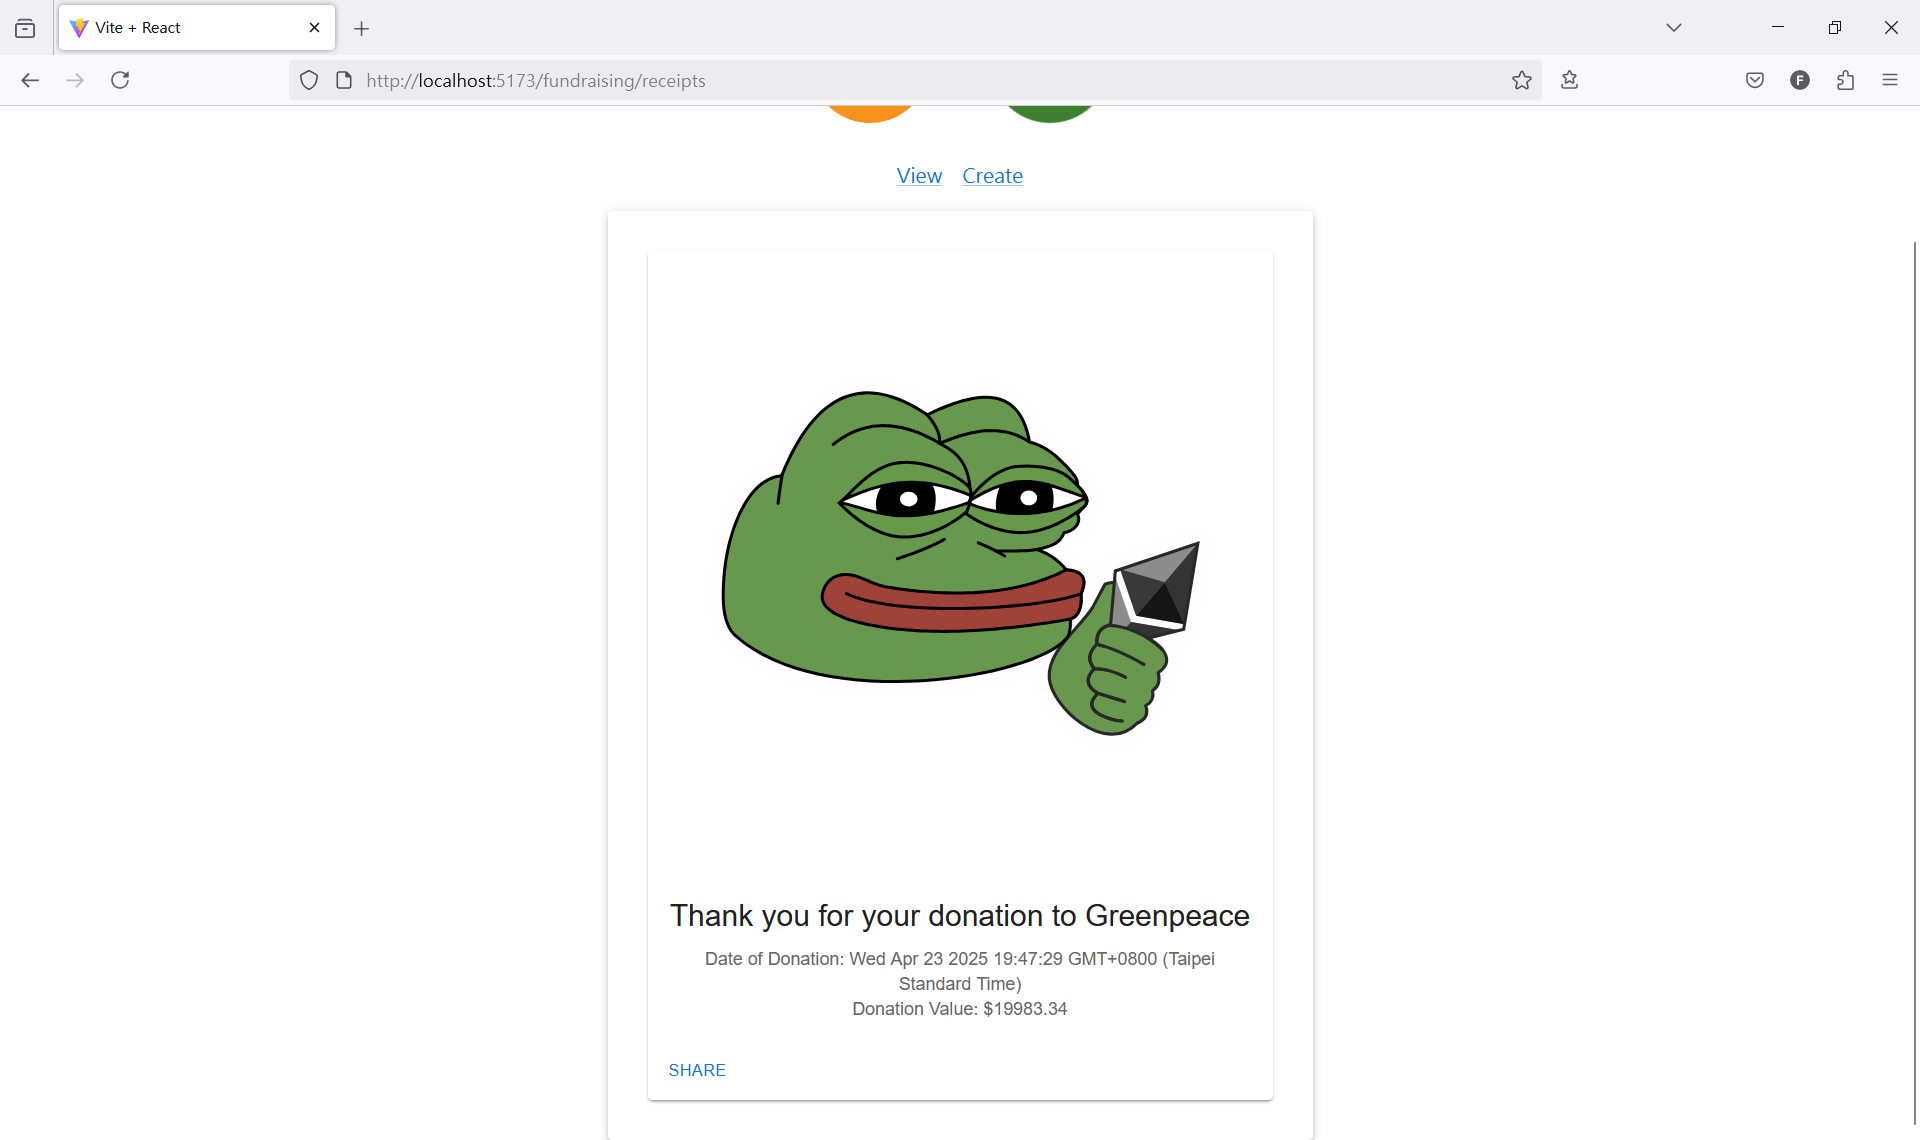 Vite + React
http://localhost:5173/fundraising/receipts
F
View Create
Thank you for your donation to Greenpeace
Date of Donation: Wed Apr 23 2025 19:47:29 GMT+0800 (Taipei
Standard Time)
Donation Value: $19983.34
SHARE